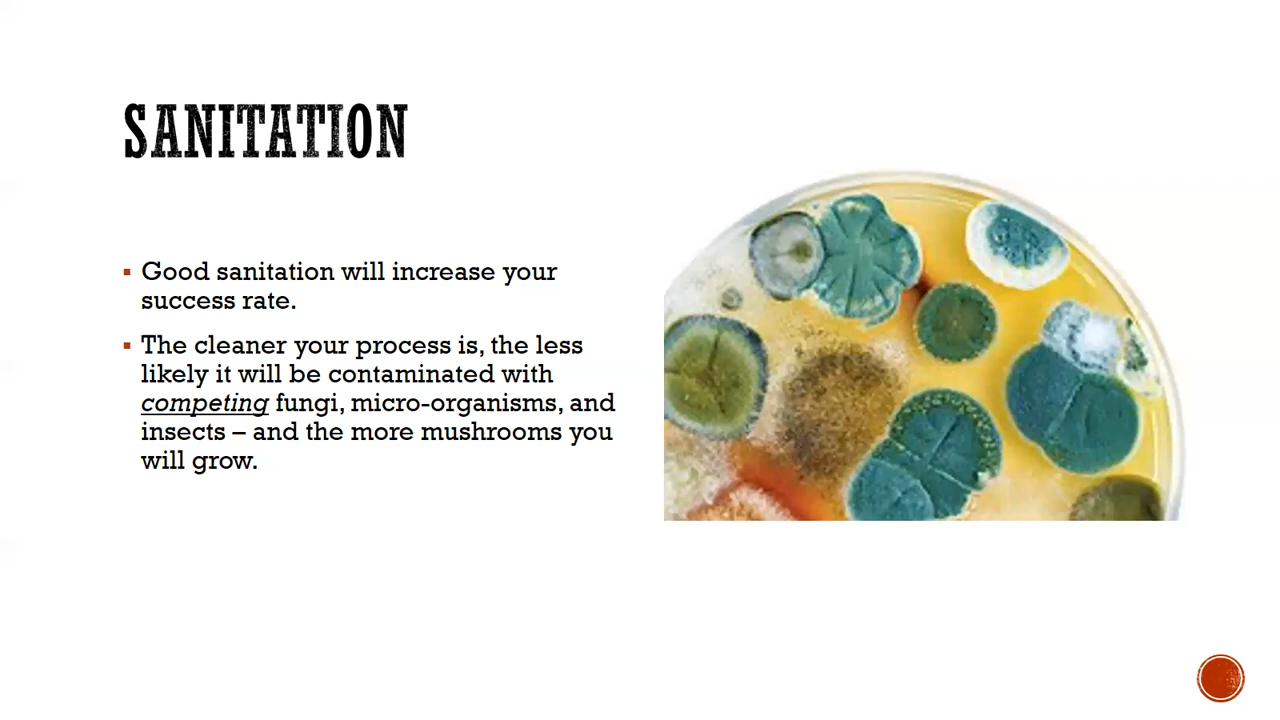 SANITATION
▪ Good sanitation will increase your
success rate.
▪ The cleaner your process is, the less
likely it will be contaminated with
competing fungi, micro-organisms, and
insects – and the more mushrooms you
will grow.